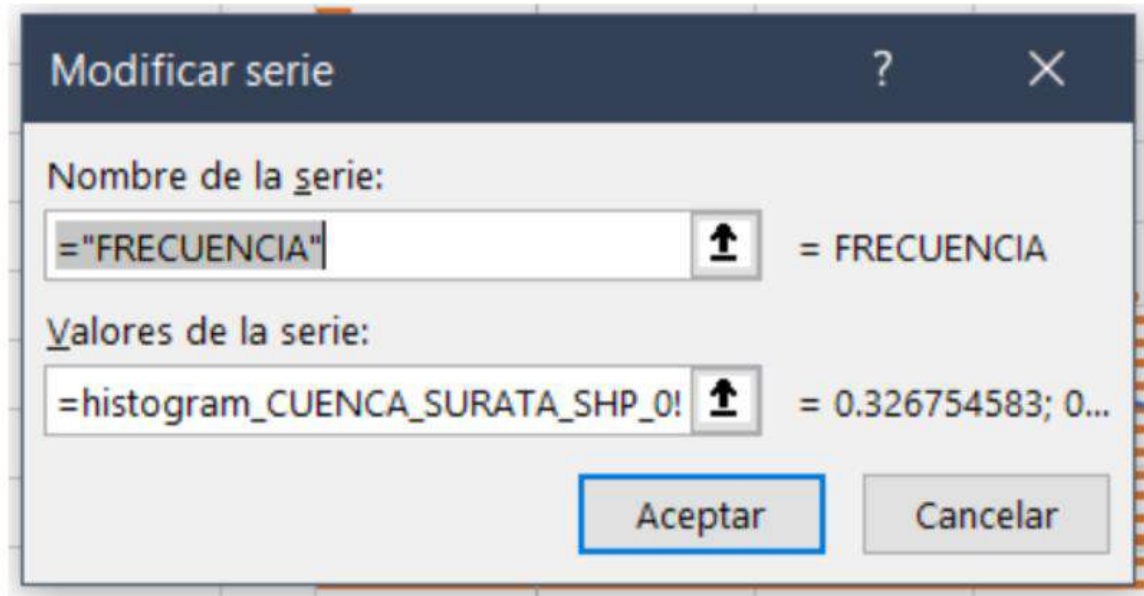 Modificar serie ? ×
Nombre de la serie:
="FRECUENCIA" = FRECUENCIA
Valores de la serie:
=histogram_CUENCA_SURATA_SHP_0! = 0.326754583; 0...
Aceptar Cancelar